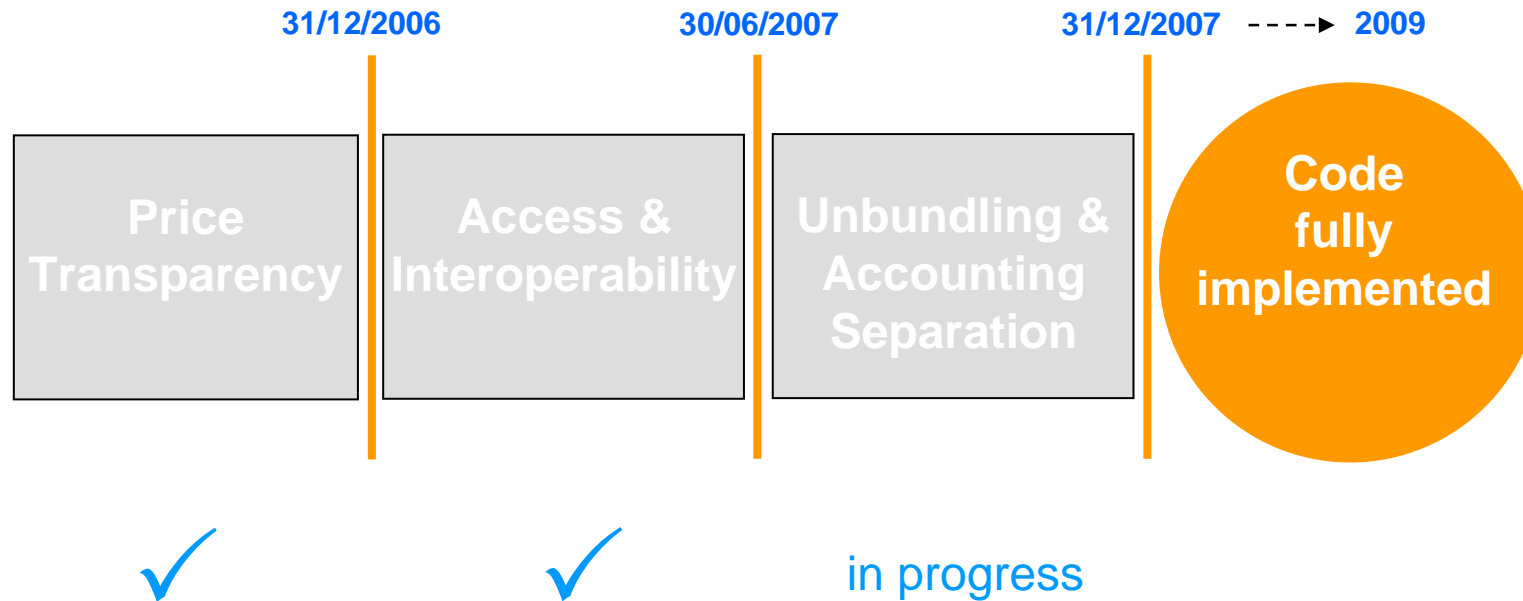 31/12/2006 30/06/2007 31/12/2007 2009
Price
Transparency
Access &
Interoperability
Unbundling &
Accounting
Separation
Code
fully
implemented
in progress